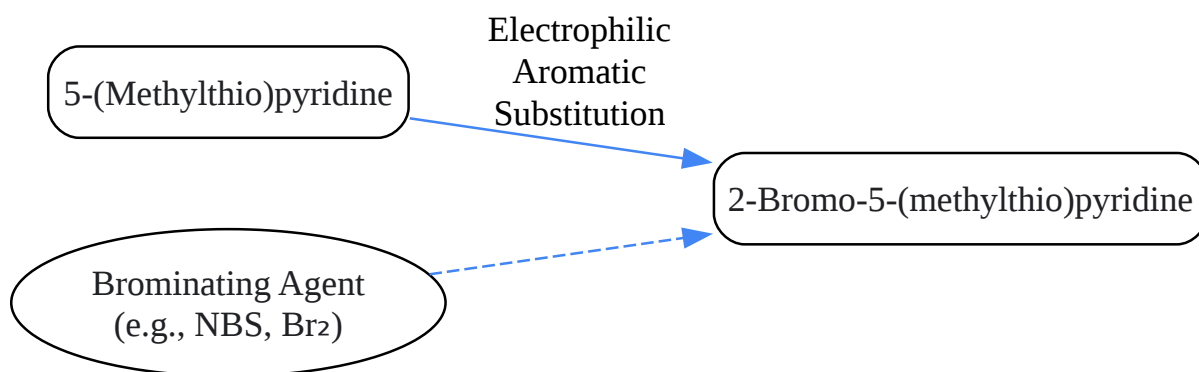 Electrophilic
Aromatic
Substitution
5-(Methylthio)pyridine
2-Bromo-5-(methylthio)pyridine
Brominating Agent
(e.g., NBS, Br₂)